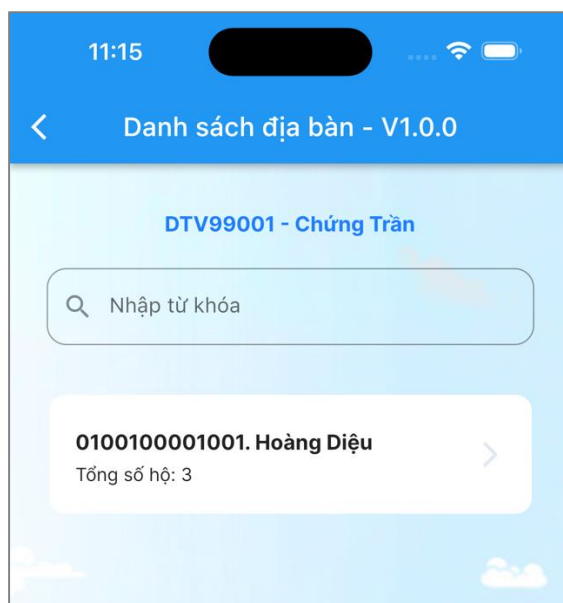 11:15
Danh sách địa bàn - V1.0.0
DTV99001 - Chứng Trần
Nhập từ khóa
0100100001001. Hoàng Diệu
Tổng số hộ: 3